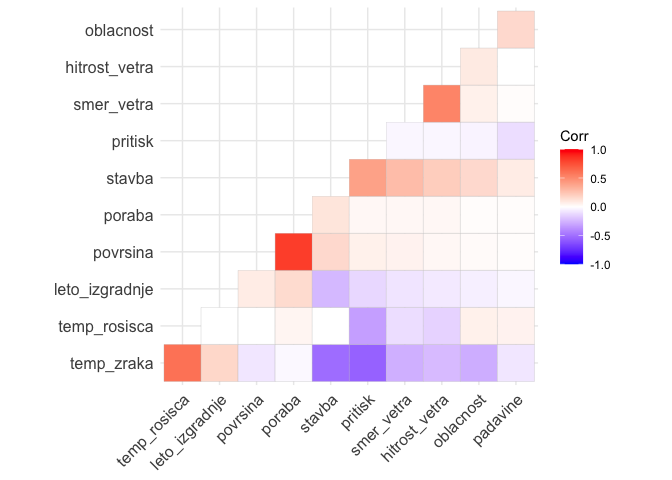 oblacnost
hitrost_vetra
smer_vetra
pritisk
stavba
poraba
povrsina
leto_izgradnje
temp_rosisca
temp_zraka
temp_rosisca
leto_izgradnje
povrsina
poraba
stavba
pritisk
smer_vetra
hitrost_vetra
oblacnost
padavine
Corr
1.0
0.5
0.0
-0.5
-1.0